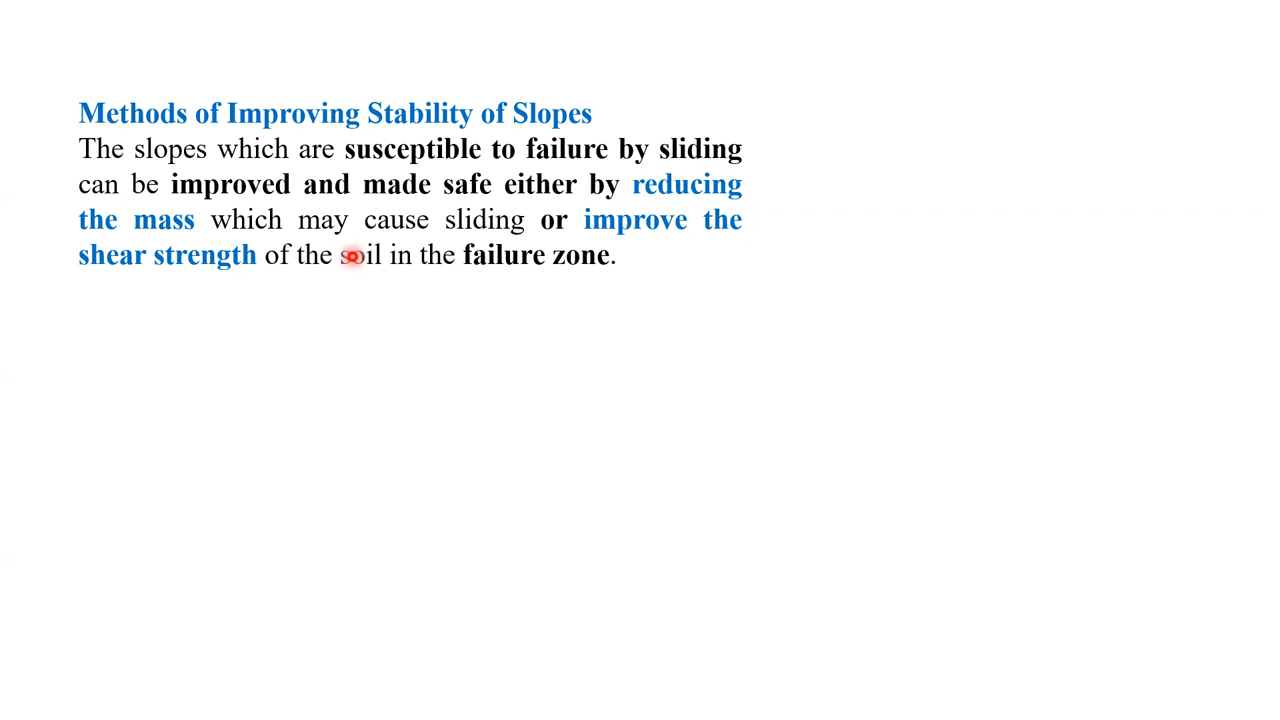 Methods of Improving Stability of Slopes
The slopes which are susceptible to failure by sliding
can be improved and made safe either by reducing
the mass which may cause sliding or improve the
shear strength of the soil in the failure zone.